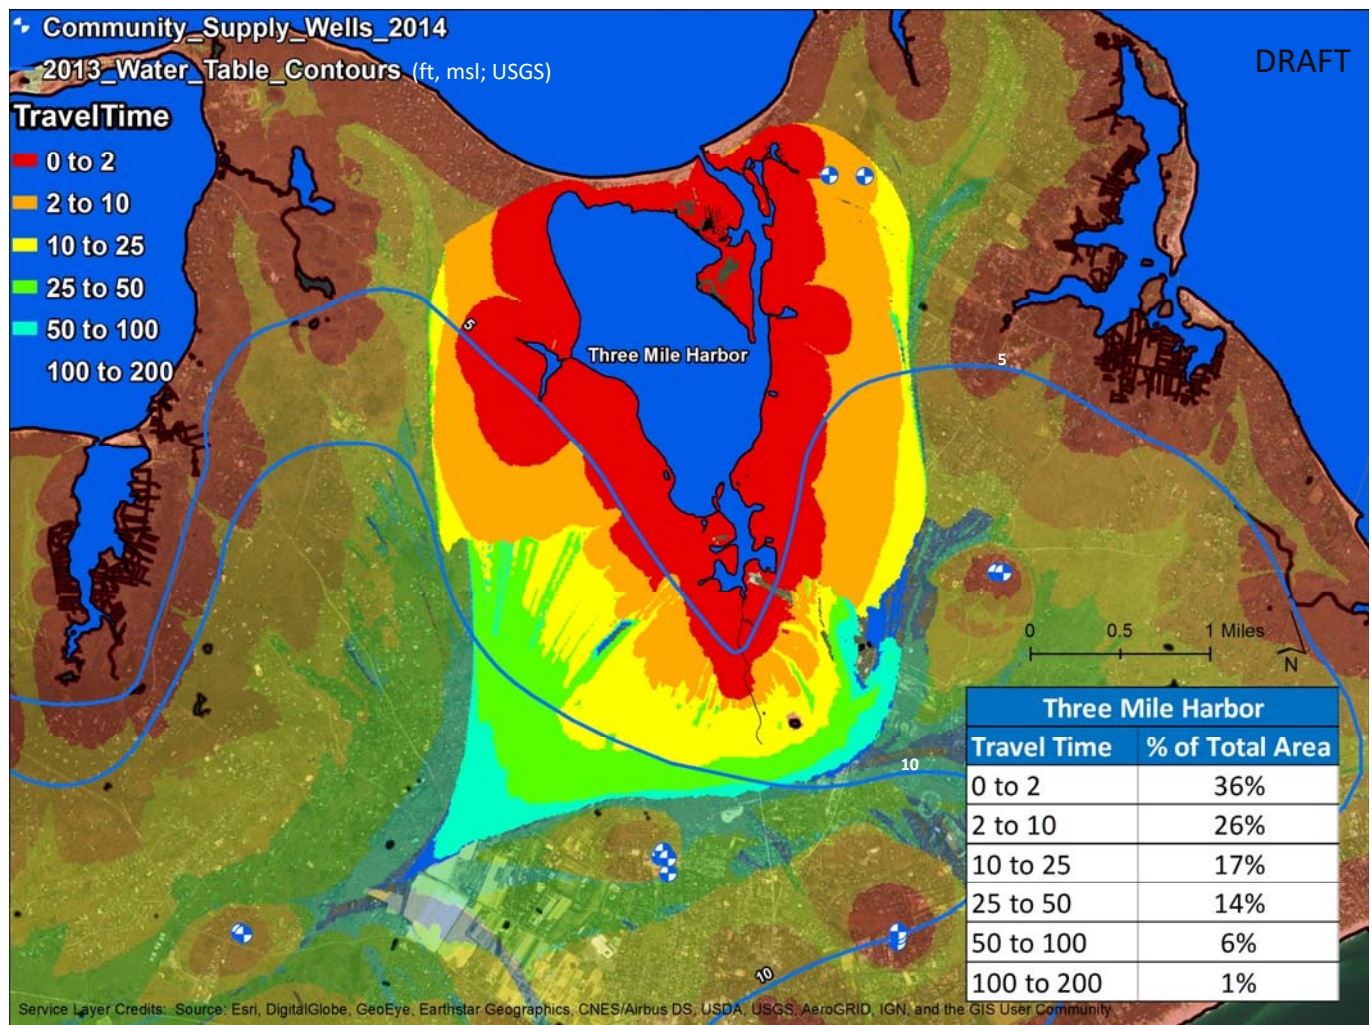 Community_Supply_Wells_2014
2013_Water_Table_Contours (ft, msl; USGS)
DRAFT
TravelTime
0 to 2
2 to 10
10 to 25
25 to 50
50 to 100
100 to 200
5
Three Mile Harbor
5
0 0.5 1 Miles
N
10
10
Three Mile Harbor
Travel Time % of Total Area
0 to 2 36%
2 to 10 26%
10 to 25 17%
25 to 50 14%
50 to 100 6%
100 to 200 1%
Service Layer Credits: Source: Esri, DigitalGlobe, GeoEye, Earthstar Geographics, CNES/Airbus DS, USDA, USGS, AeroGRID, IGN, and the GIS User Community